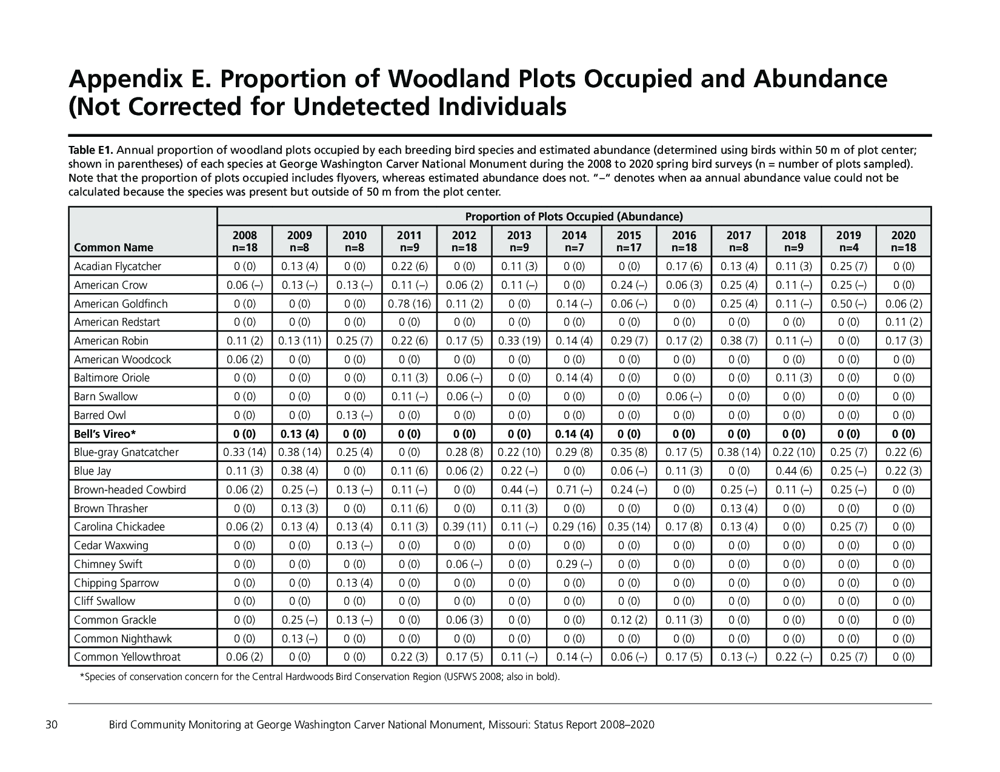 Appendix E. Proportion of Woodland Plots Occupied and Abundance
(Not Corrected for Undetected Individuals
Table E1. Annual proportion of woodland plots occupied by each breeding bird species and estimated abundance (determined using birds within 50 m of plot center;
shown in parentheses) of each species at George Washington Carver National Monument during the 2008 to 2020 spring bird surveys (n = number of plots sampled).
Note that the proportion of plots occupied includes flyovers, whereas estimated abundance does not. “–“ denotes when aa annual abundance value could not be
calculated because the species was present but outside of 50 m from the plot center.
Proportion of Plots Occupied (Abundance)
2008 2009 2010 2011 2012 2013 2014 2015 2016 2017 2018 2019 2020
Common Name n=18 n=8 n=8 n=9 n=18 n=9 n=7 n=17 n=18 n=8 n=9 n=4 n=18
Acadian Flycatcher 0 (0) 0.13 (4) 0 (0) 0.22 (6) 0 (0) 0.11 (3) 0 (0) 0 (0) 0.17 (6) 0.13 (4) 0.11 (3) 0.25 (7) 0 (0)
American Crow 0.06 (–) 0.13 (–) 0.13 (–) 0.11 (–) 0.06 (2) 0.11 (–) 0 (0) 0.24 (–) 0.06 (3) 0.25 (4) 0.11 (–) 0.25 (–) 0 (0)
American Goldfinch 0 (0) 0 (0) 0 (0) 0.78 (16) 0.11 (2) 0 (0) 0.14 (–) 0.06 (–) 0 (0) 0.25 (4) 0.11 (–) 0.50 (–) 0.06 (2)
American Redstart 0 (0) 0 (0) 0 (0) 0 (0) 0 (0) 0 (0) 0 (0) 0 (0) 0 (0) 0 (0) 0 (0) 0 (0) 0.11 (2)
American Robin 0.11 (2) 0.13 (11) 0.25 (7) 0.22 (6) 0.17 (5) 0.33 (19) 0.14 (4) 0.29 (7) 0.17 (2) 0.38 (7) 0.11 (–) 0 (0) 0.17 (3)
American Woodcock 0.06 (2) 0 (0) 0 (0) 0 (0) 0 (0) 0 (0) 0 (0) 0 (0) 0 (0) 0 (0) 0 (0) 0 (0) 0 (0)
Baltimore Oriole 0 (0) 0 (0) 0 (0) 0.11 (3) 0.06 (–) 0 (0) 0.14 (4) 0 (0) 0 (0) 0 (0) 0.11 (3) 0 (0) 0 (0)
Barn Swallow 0 (0) 0 (0) 0 (0) 0.11 (–) 0.06 (–) 0 (0) 0 (0) 0 (0) 0.06 (–) 0 (0) 0 (0) 0 (0) 0 (0)
Barred Owl 0 (0) 0 (0) 0.13 (–) 0 (0) 0 (0) 0 (0) 0 (0) 0 (0) 0 (0) 0 (0) 0 (0) 0 (0) 0 (0)
Bell’s Vireo* 0 (0) 0.13 (4) 0 (0) 0 (0) 0 (0) 0 (0) 0.14 (4) 0 (0) 0 (0) 0 (0) 0 (0) 0 (0) 0 (0)
Blue-gray Gnatcatcher 0.33 (14) 0.38 (14) 0.25 (4) 0 (0) 0.28 (8) 0.22 (10) 0.29 (8) 0.35 (8) 0.17 (5) 0.38 (14) 0.22 (10) 0.25 (7) 0.22 (6)
Blue Jay 0.11 (3) 0.38 (4) 0 (0) 0.11 (6) 0.06 (2) 0.22 (–) 0 (0) 0.06 (–) 0.11 (3) 0 (0) 0.44 (6) 0.25 (–) 0.22 (3)
Brown-headed Cowbird 0.06 (2) 0.25 (–) 0.13 (–) 0.11 (–) 0 (0) 0.44 (–) 0.71 (–) 0.24 (–) 0 (0) 0.25 (–) 0.11 (–) 0.25 (–) 0 (0)
Brown Thrasher 0 (0) 0.13 (3) 0 (0) 0.11 (6) 0 (0) 0.11 (3) 0 (0) 0 (0) 0 (0) 0.13 (4) 0 (0) 0 (0) 0 (0)
Carolina Chickadee 0.06 (2) 0.13 (4) 0.13 (4) 0.11 (3) 0.39 (11) 0.11 (–) 0.29 (16) 0.35 (14) 0.17 (8) 0.13 (4) 0 (0) 0.25 (7) 0 (0)
Cedar Waxwing 0 (0) 0 (0) 0.13 (–) 0 (0) 0 (0) 0 (0) 0 (0) 0 (0) 0 (0) 0 (0) 0 (0) 0 (0) 0 (0)
Chimney Swift 0 (0) 0 (0) 0 (0) 0 (0) 0.06 (–) 0 (0) 0.29 (–) 0 (0) 0 (0) 0 (0) 0 (0) 0 (0) 0 (0)
Chipping Sparrow 0 (0) 0 (0) 0.13 (4) 0 (0) 0 (0) 0 (0) 0 (0) 0 (0) 0 (0) 0 (0) 0 (0) 0 (0) 0 (0)
Cliff Swallow 0 (0) 0 (0) 0 (0) 0 (0) 0 (0) 0 (0) 0 (0) 0 (0) 0 (0) 0 (0) 0 (0) 0 (0) 0 (0)
Common Grackle 0 (0) 0.25 (–) 0.13 (–) 0 (0) 0.06 (3) 0 (0) 0 (0) 0.12 (2) 0.11 (3) 0 (0) 0 (0) 0 (0) 0 (0)
Common Nighthawk 0 (0) 0.13 (–) 0 (0) 0 (0) 0 (0) 0 (0) 0 (0) 0 (0) 0 (0) 0 (0) 0 (0) 0 (0) 0 (0)
Common Yellowthroat 0.06 (2) 0 (0) 0 (0) 0.22 (3) 0.17 (5) 0.11 (–) 0.14 (–) 0.06 (–) 0.17 (5) 0.13 (–) 0.22 (–) 0.25 (7) 0 (0)
*Species of conservation concern for the Central Hardwoods Bird Conservation Region (USFWS 2008; also in bold).
30 Bird Community Monitoring at George Washington Carver National Monument, Missouri: Status Report 2008–2020